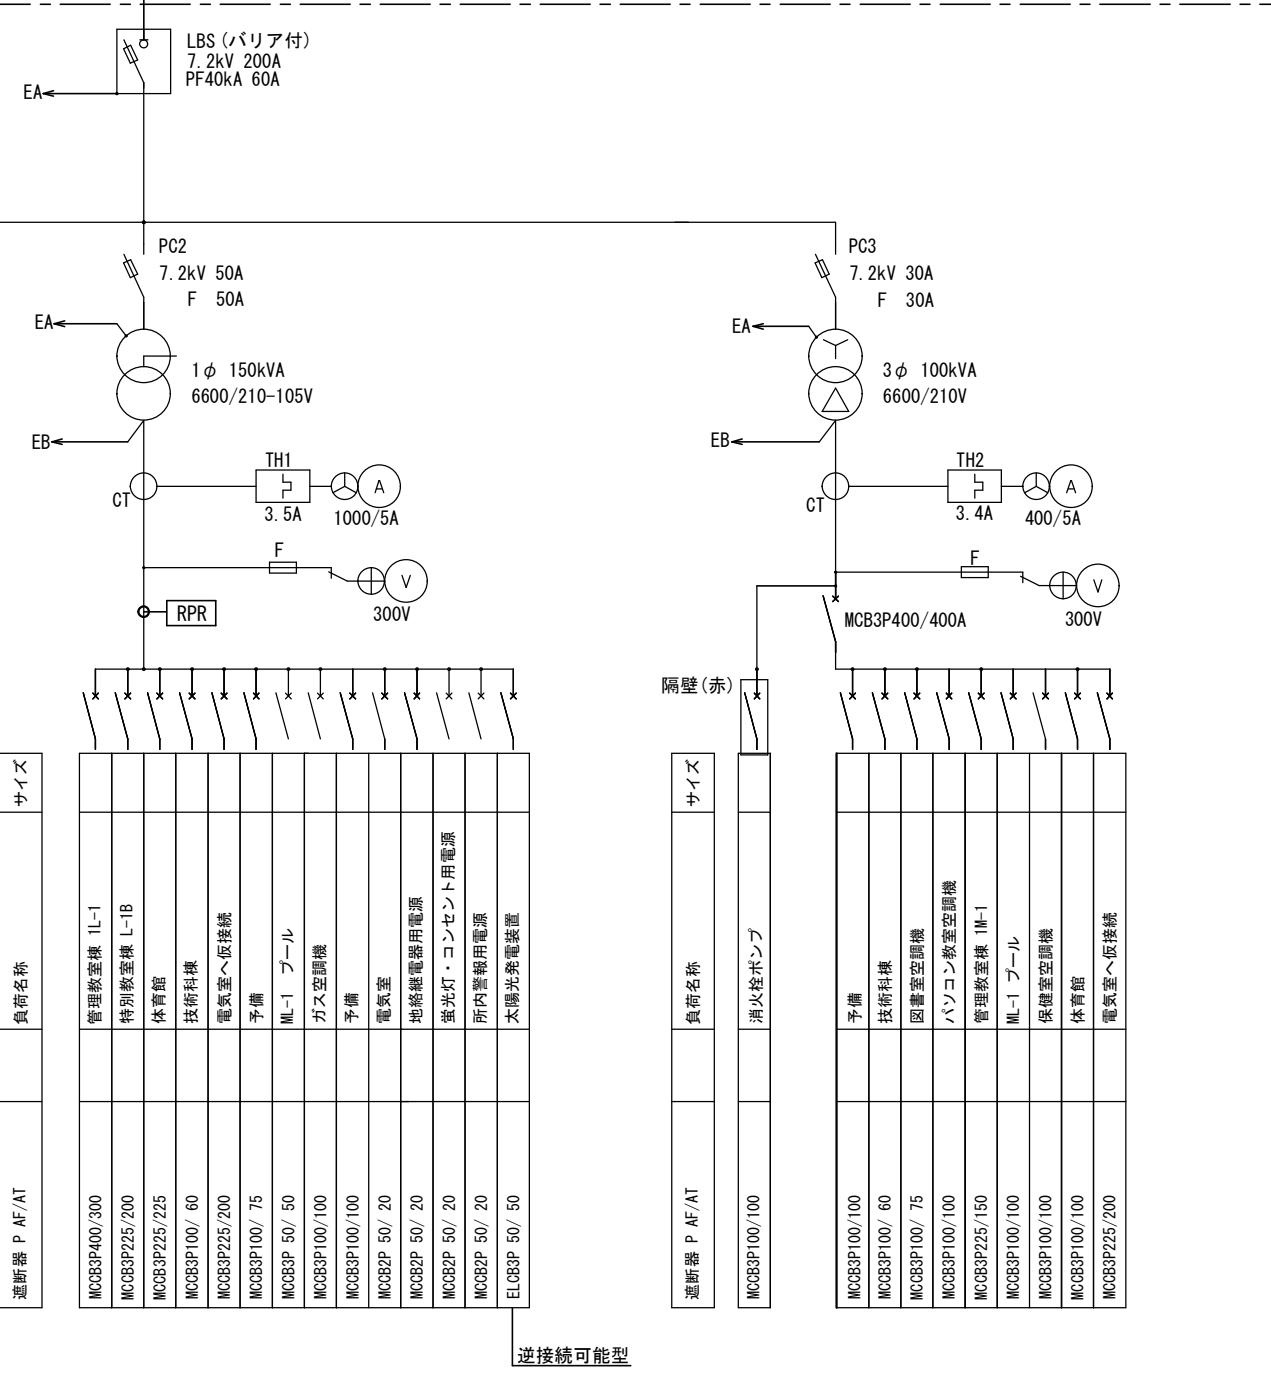 LBS(バリア付)
7.2kV 200A
PF40kA 60A
EA
PC2
7.2kV 50A
F 50A
EA
1φ 150kVA
6600/210-105V
EB
CT
TH1
3.5A
A
1000/5A
F
V
300V
RPR
PC3
7.2kV 30A
F 30A
EA
3φ 100kVA
6600/210V
EB
CT
TH2
3.4A
A
400/5A
F
V
300V
MCB3P400/400A
隔壁(赤)
サイズ
負荷名称
遮断器 P AF/AT
管理教室棟 1L-1
MCCB3P400/300
特別教室棟 L-1B
MCCB3P225/200
体育館
MCCB3P225/225
技術科棟
MCCB3P100/ 60
電気室へ仮接続
MCCB3P225/200
予備
MCCB3P100/ 75
ML-1 プール
MCCB3P 50/ 50
ガス空調機
MCCB3P100/100
予備
MCCB3P100/100
電気室
MCCB2P 50/ 20
地絡継電器用電源
MCCB2P 50/ 20
蛍光灯・コンセント用電源
MCCB2P 50/ 20
所内警報用電源
MCCB2P 50/ 20
太陽光発電装置
ELCB3P 50/ 50
逆接続可能型
サイズ
負荷名称
遮断器 P AF/AT
消火栓ポンプ
MCCB3P100/100
予備
MCCB3P100/100
技術科棟
MCCB3P100/ 60
図書室空調機
MCCB3P100/ 75
パソコン教室空調機
MCCB3P100/100
管理教室棟 1M-1
MCCB3P225/150
ML-1 プール
MCCB3P100/100
保健室空調機
MCCB3P100/100
体育館
MCCB3P100/100
電気室へ仮接続
MCCB3P225/200